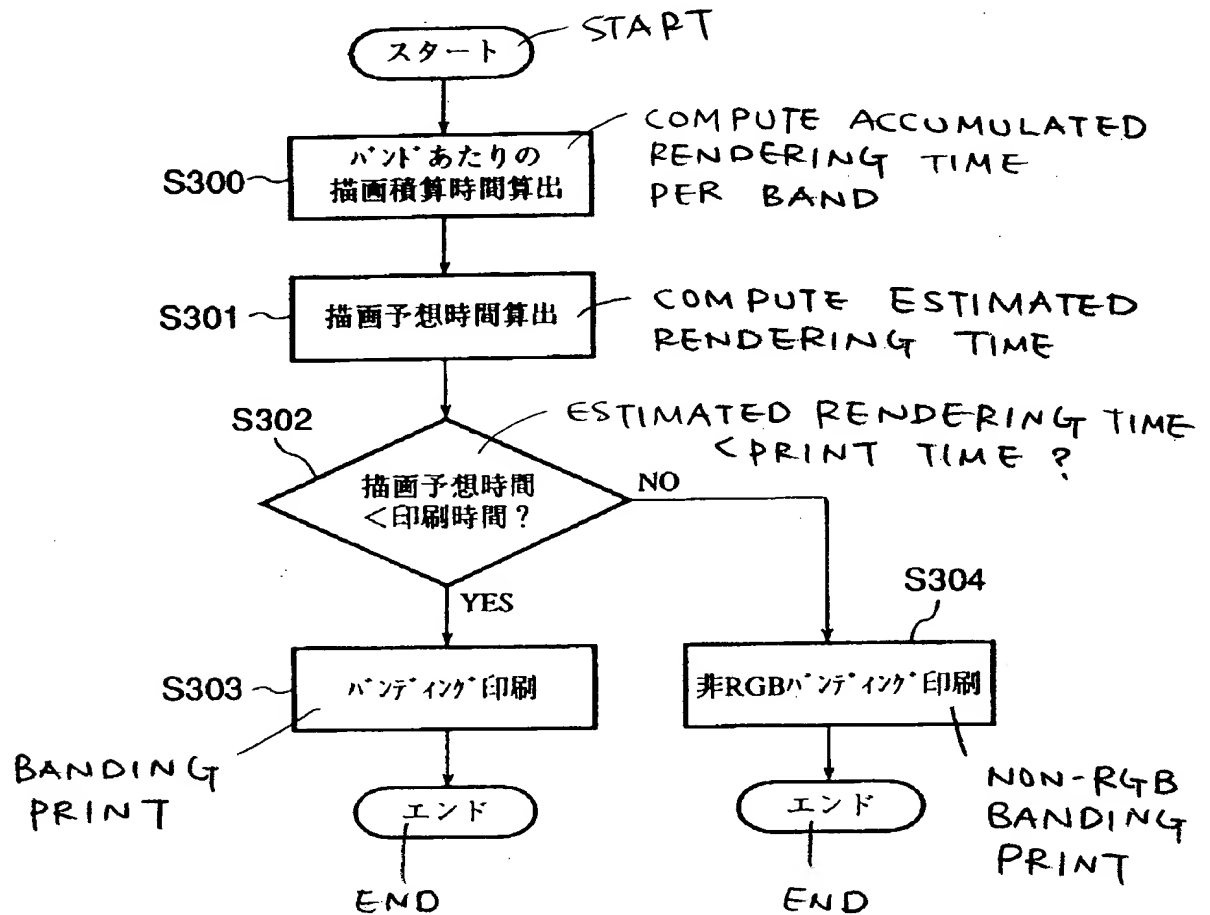 スタート
START
S300
バンドあたりの
描画積算時間算出
COMPUTE ACCUMULATED
RENDERING TIME
PER BAND
S301
描画予想時間算出
COMPUTE ESTIMATED
RENDERING TIME
S302
描画予想時間
<印刷時間?
ESTIMATED RENDERING TIME
<PRINT TIME ?
NO
YES
S303
バンディング印刷
BANDING
PRINT
S304
非RGBバンディング印刷
NON-RGB
BANDING
PRINT
エンド
END
エンド
END